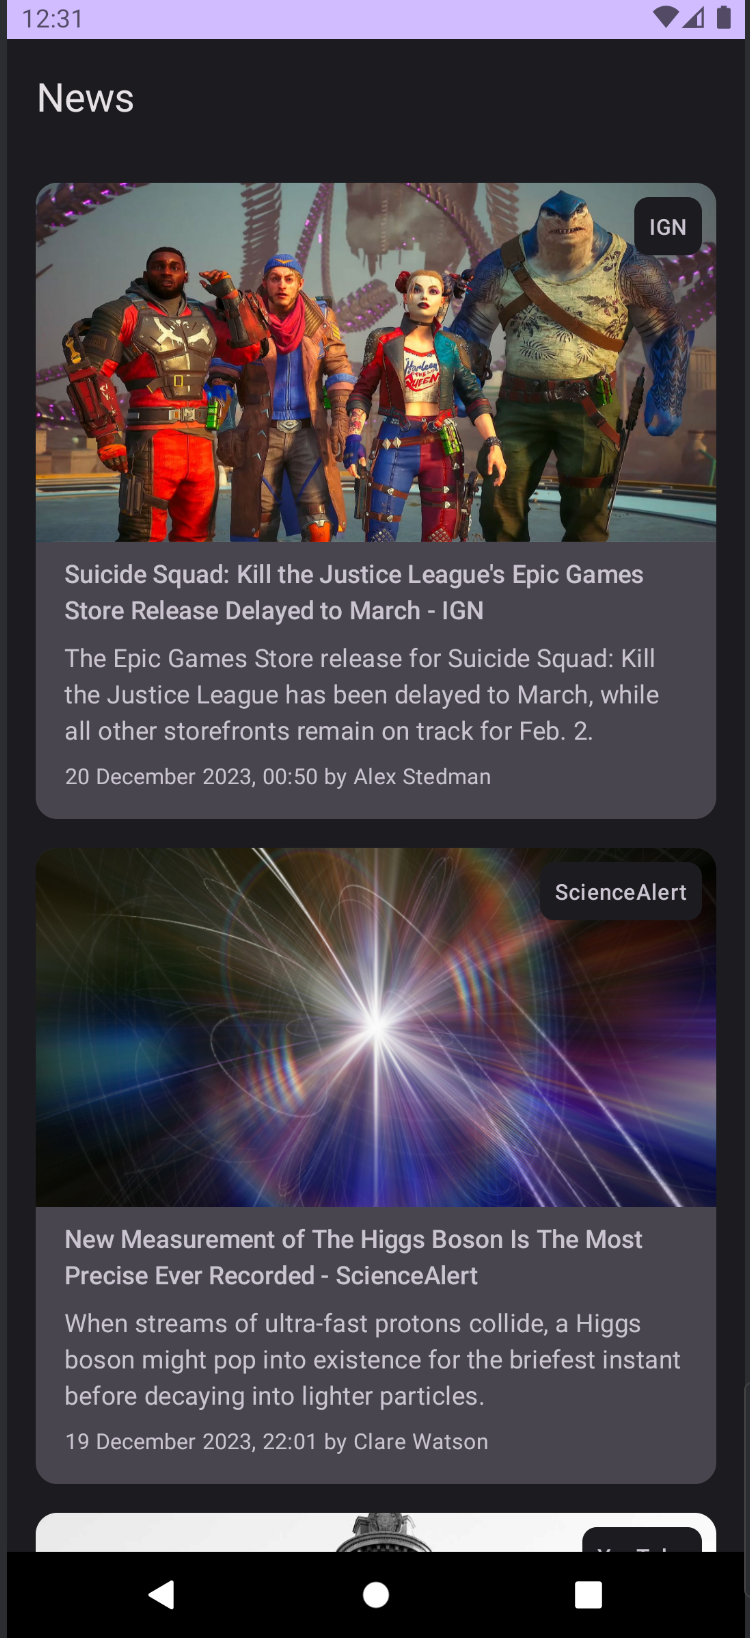 12:31
News
IGN
Harleen
THE
QUEEN
Suicide Squad: Kill the Justice League's Epic Games
Store Release Delayed to March - IGN
The Epic Games Store release for Suicide Squad: Kill
the Justice League has been delayed to March, while
all other storefronts remain on track for Feb. 2.
20 December 2023, 00:50 by Alex Stedman
ScienceAlert
New Measurement of The Higgs Boson Is The Most
Precise Ever Recorded - ScienceAlert
When streams of ultra-fast protons collide, a Higgs
boson might pop into existence for the briefest instant
before decaying into lighter particles.
19 December 2023, 22:01 by Clare Watson